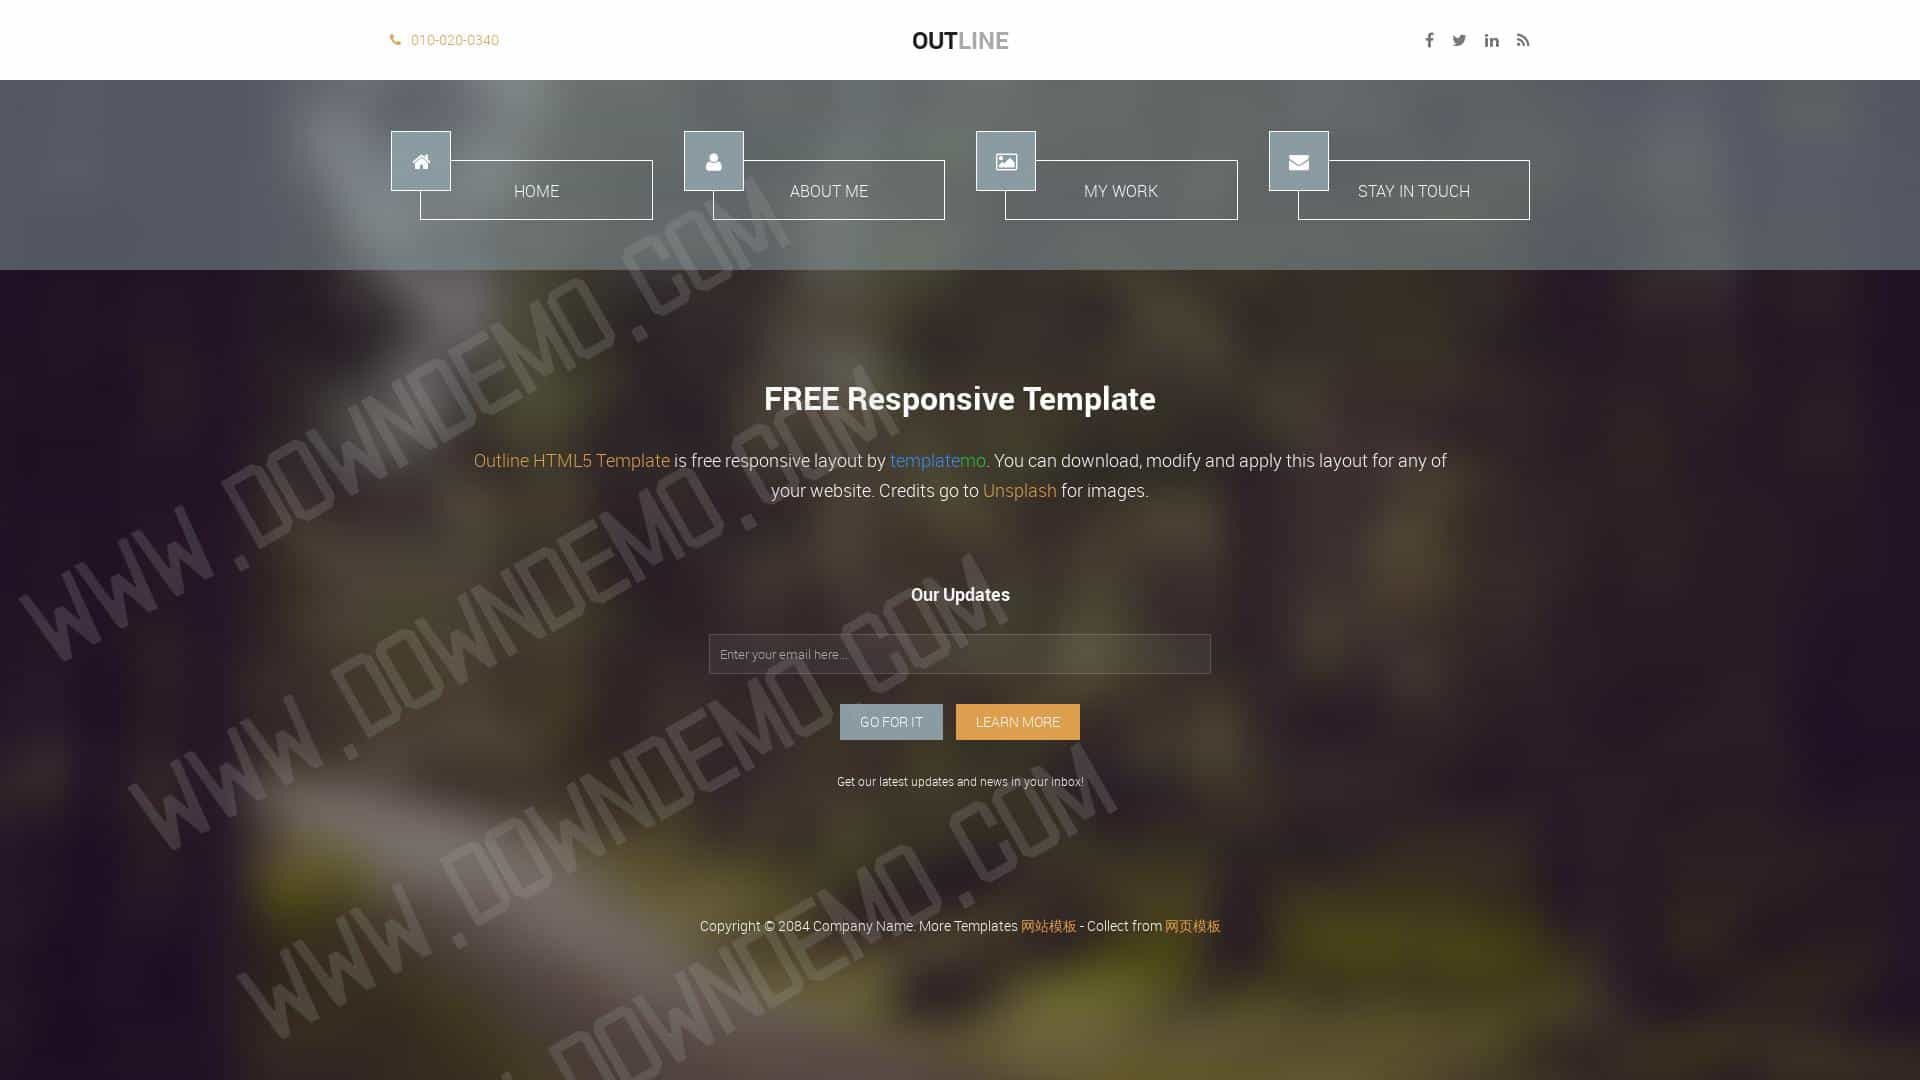 010-020-0340
OUTLINE
HOME
ABOUT ME
MY WORK
STAY IN TOUCH
FREE Responsive Template
Outline HTML5 Template is free responsive layout by templatemo. You can download, modify and apply this layout for any of
your website. Credits go to Unsplash for images.
Our Updates
Enter your email here...
GO FOR IT
LEARN MORE
Get our latest updates and news in your inbox!
Copyright © 2084 Company Name. More Templates 网站模板 - Collect from 网页模板
WWW.DOWNDEMO.COM
WWW.DOWNDEMO.COM
WWW.DOWNDEMO.COM
.DOWNDEMO.COM